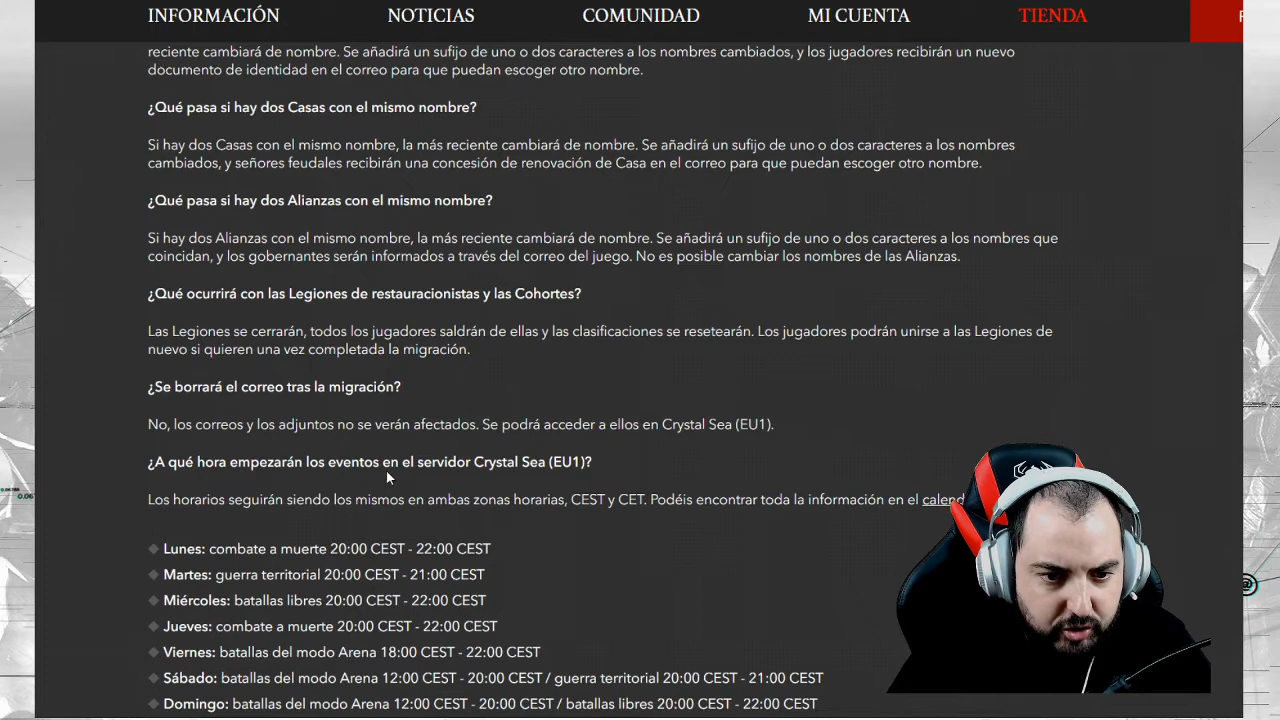 INFORMACIÓN NOTICIAS COMUNIDAD MI CUENTA TIENDA
reciente cambiará de nombre. Se añadirá un sufijo de uno o dos caracteres a los nombres cambiados, y los jugadores recibirán un nuevo
documento de identidad en el correo para que puedan escoger otro nombre.
¿Qué pasa si hay dos Casas con el mismo nombre?
Si hay dos Casas con el mismo nombre, la más reciente cambiará de nombre. Se añadirá un sufijo de uno o dos caracteres a los nombres
cambiados, y señores feudales recibirán una concesión de renovación de Casa en el correo para que puedan escoger otro nombre.
¿Qué pasa si hay dos Alianzas con el mismo nombre?
Si hay dos Alianzas con el mismo nombre, la más reciente cambiará de nombre. Se añadirá un sufijo de uno o dos caracteres a los nombres que
coincidan, y los gobernantes serán informados a través del correo del juego. No es posible cambiar los nombres de las Alianzas.
¿Qué ocurrirá con las Legiones de restauracionistas y las Cohortes?
Las Legiones se cerrarán, todos los jugadores saldrán de ellas y las clasificaciones se resetearán. Los jugadores podrán unirse a las Legiones de
nuevo si quieren una vez completada la migración.
¿Se borrará el correo tras la migración?
No, los correos y los adjuntos no se verán afectados. Se podrá acceder a ellos en Crystal Sea (EU1).
¿A qué hora empezarán los eventos en el servidor Crystal Sea (EU1)?
Los horarios seguirán siendo los mismos en ambas zonas horarias, CEST y CET. Podéis encontrar toda la información en el calend
Lunes: combate a muerte 20:00 CEST - 22:00 CEST
Martes: guerra territorial 20:00 CEST - 21:00 CEST
Miércoles: batallas libres 20:00 CEST - 22:00 CEST
Jueves: combate a muerte 20:00 CEST - 22:00 CEST
Viernes: batallas del modo Arena 18:00 CEST - 22:00 CEST
Sábado: batallas del modo Arena 12:00 CEST - 20:00 CEST / guerra territorial 20:00 CEST - 21:00 CEST
Domingo: batallas del modo Arena 12:00 CEST - 20:00 CEST / batallas libres 20:00 CEST - 22:00 CEST